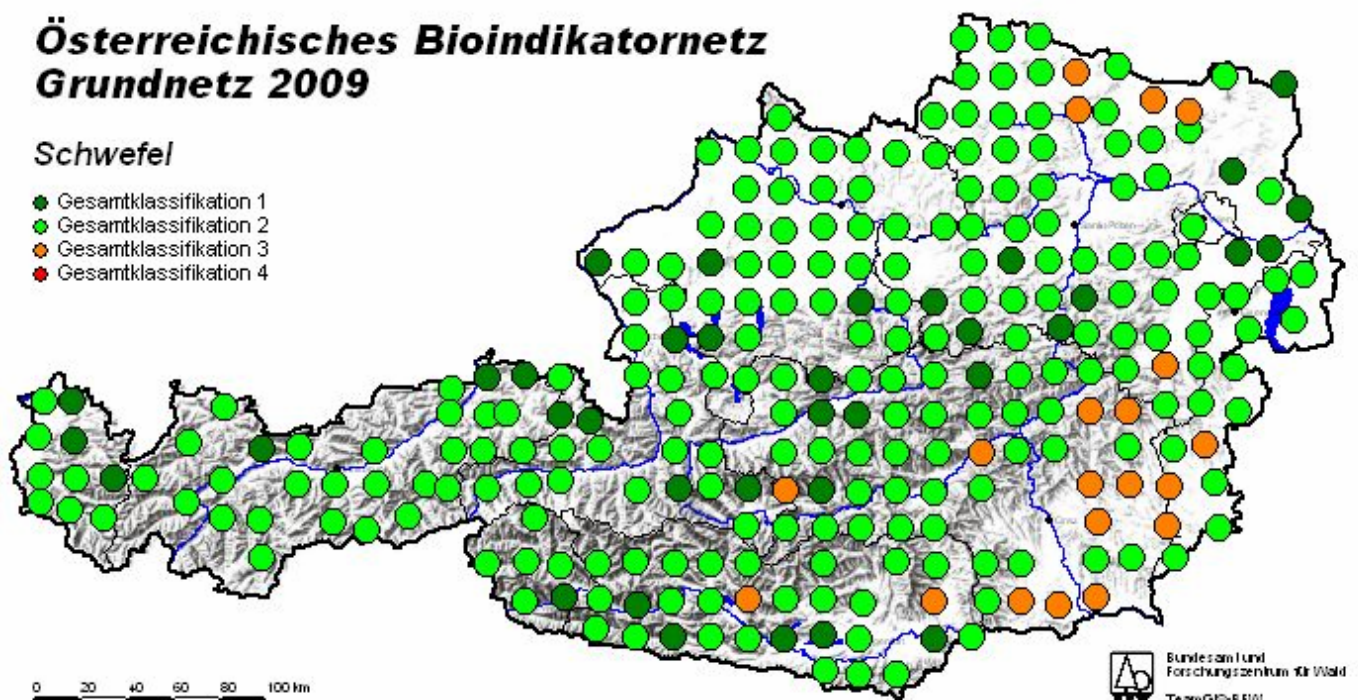 Österreichisches Bioindikatornetz
Grundnetz 2009
Schwefel
Gesamtklassifikation 1
Gesamtklassifikation 2
Gesamtklassifikation 3
Gesamtklassifikation 4
0 20 40 60 80 100 km
Bundesamt und
Forschungszentrum für Wald